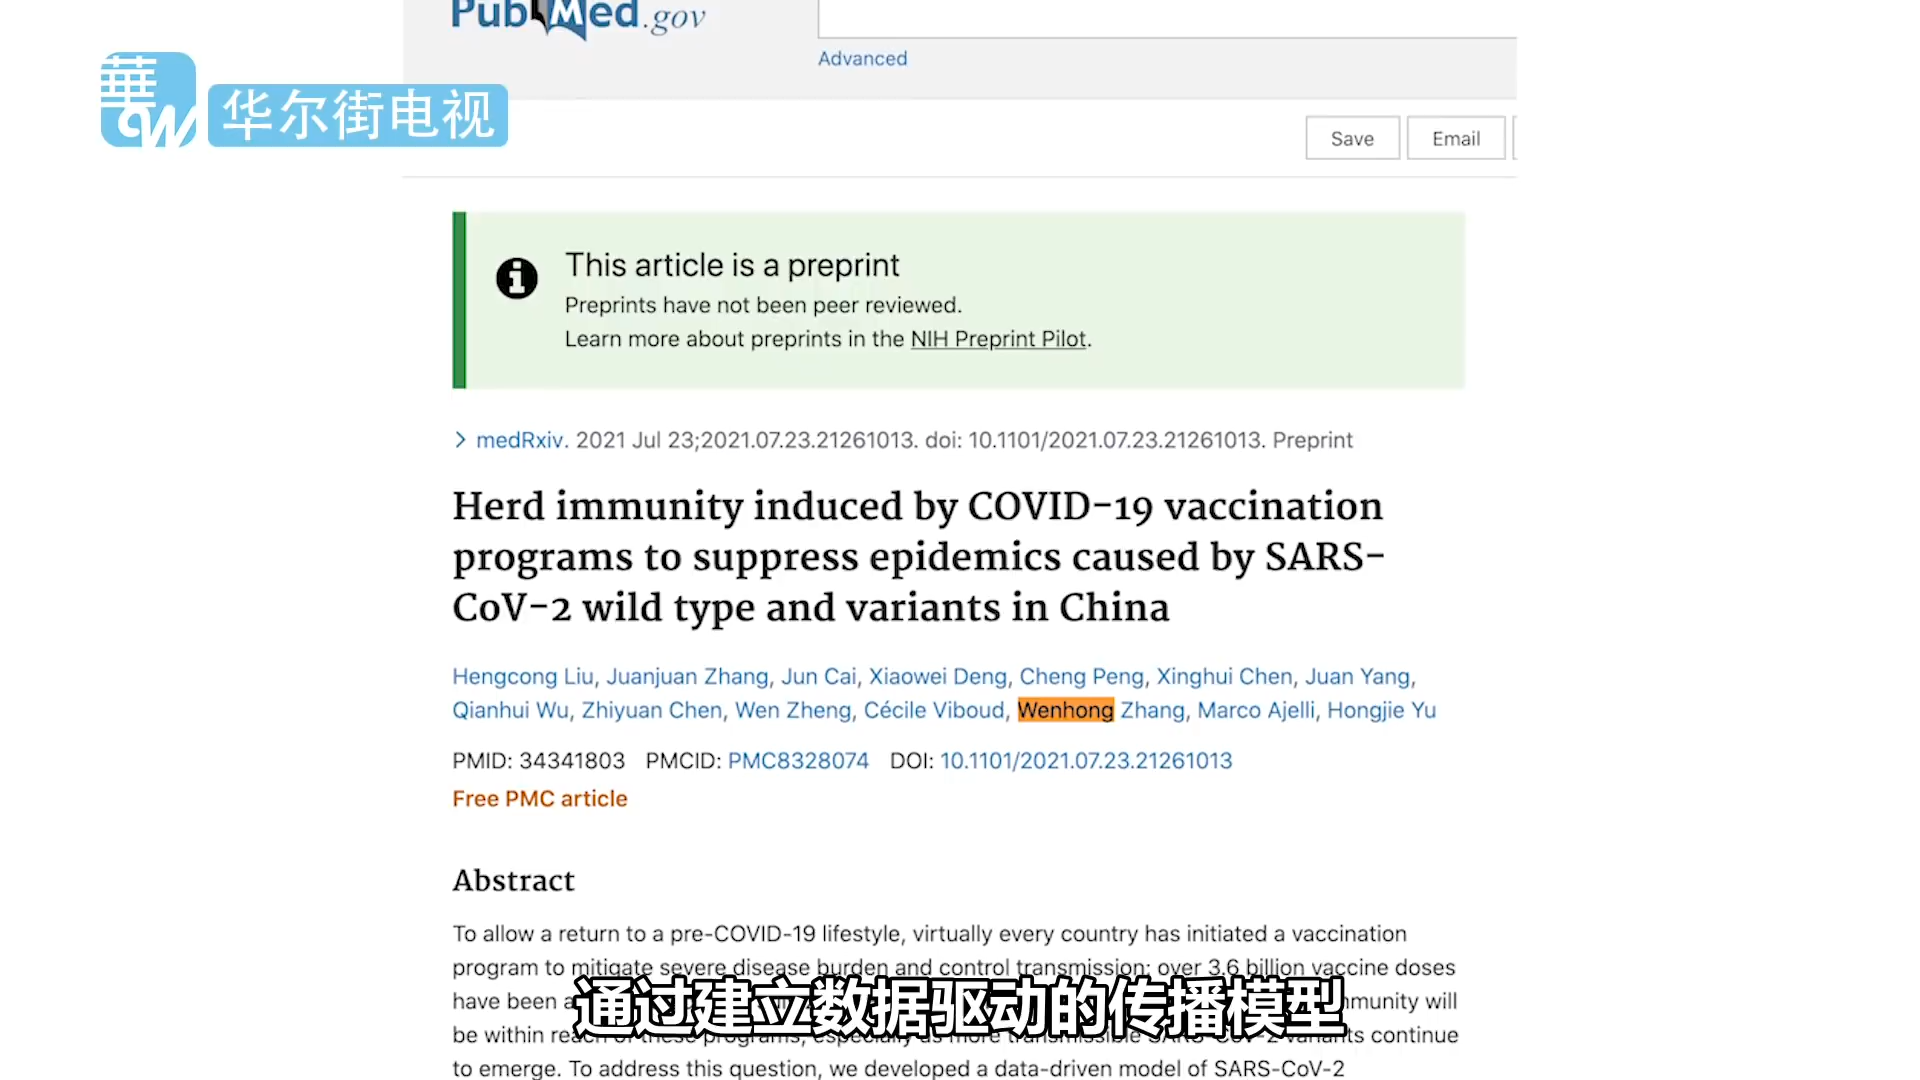 PubMed.gov
Advanced
華
W
华尔街电视
Save
Email
This article is a preprint
Preprints have not been peer reviewed.
Learn more about preprints in the NIH Preprint Pilot.
medRxiv. 2021 Jul 23;2021.07.23.21261013. doi: 10.1101/2021.07.23.21261013. Preprint
Herd immunity induced by COVID-19 vaccination
programs to suppress epidemics caused by SARS-
CoV-2 wild type and variants in China
Hengcong Liu, Juanjuan Zhang, Jun Cai, Xiaowei Deng, Cheng Peng, Xinghui Chen, Juan Yang,
Qianhui Wu, Zhiyuan Chen, Wen Zheng, Cécile Viboud, Wenhong Zhang, Marco Ajelli, Hongjie Yu
PMID: 34341803 PMCID: PMC8328074 DOI: 10.1101/2021.07.23.21261013
Free PMC article
Abstract
To allow a return to a pre-COVID-19 lifestyle, virtually every country has initiated a vaccination
program to mitigate severe disease burden and control transmission; over 3.6 billion vaccine doses
have been mmunity will
be within reach of these programs, especially as more transmissible SARS-CoV-2 variants continue
to emerge. To address this question, we developed a data-driven model of SARS-CoV-2
通过建立数据驱动的传播模型